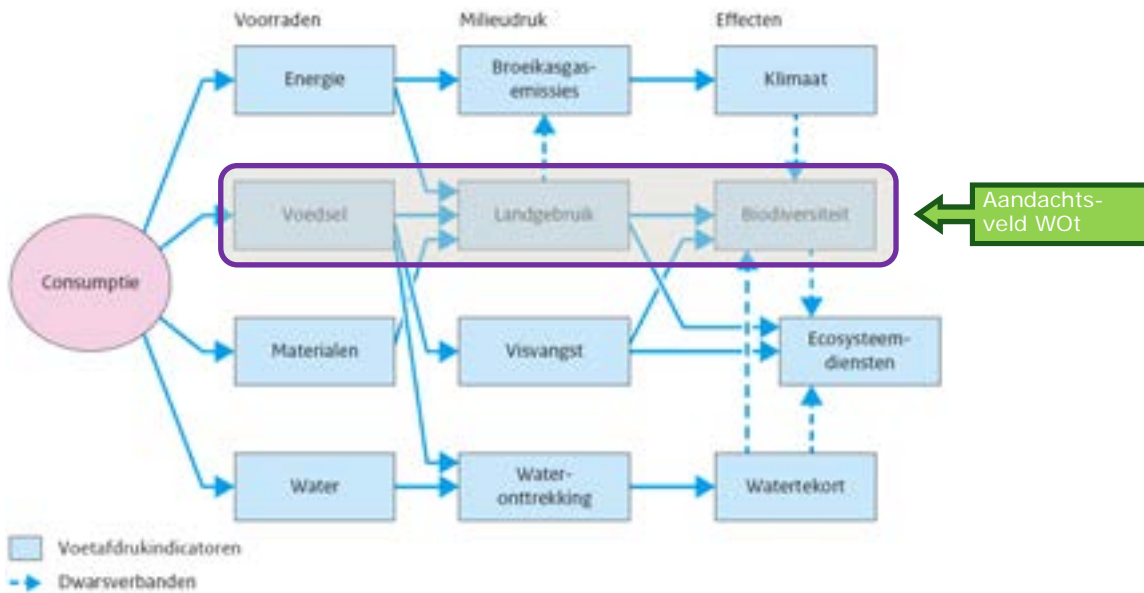 Voorraden
Milieudruk
Effecten
Energie
Broeikasgas-
emissies
Klimaat
Voedsel
Landgebruik
Biodiversiteit
Aandachts-
veld WOt
Consumptie
Materialen
Visvangst
Ecosysteem-
diensten
Water
Water-
onttrekking
Watertekort
Voetafdrukindicatoren
Dwarsverbanden